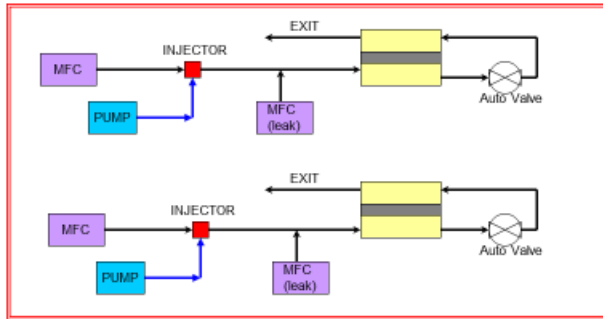 EXIT
INJECTOR
MFC
PUMP
MFC
(leak)
Auto Valve
EXIT
INJECTOR
MFC
PUMP
MFC
(leak)
Auto Valve